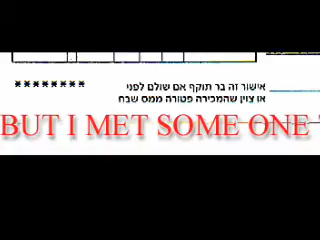 ********
אישור זה בר תוקף אם שולם לפני
או צוין שהמכירה פטורה ממס שבח
BUT I MET SOME ONE